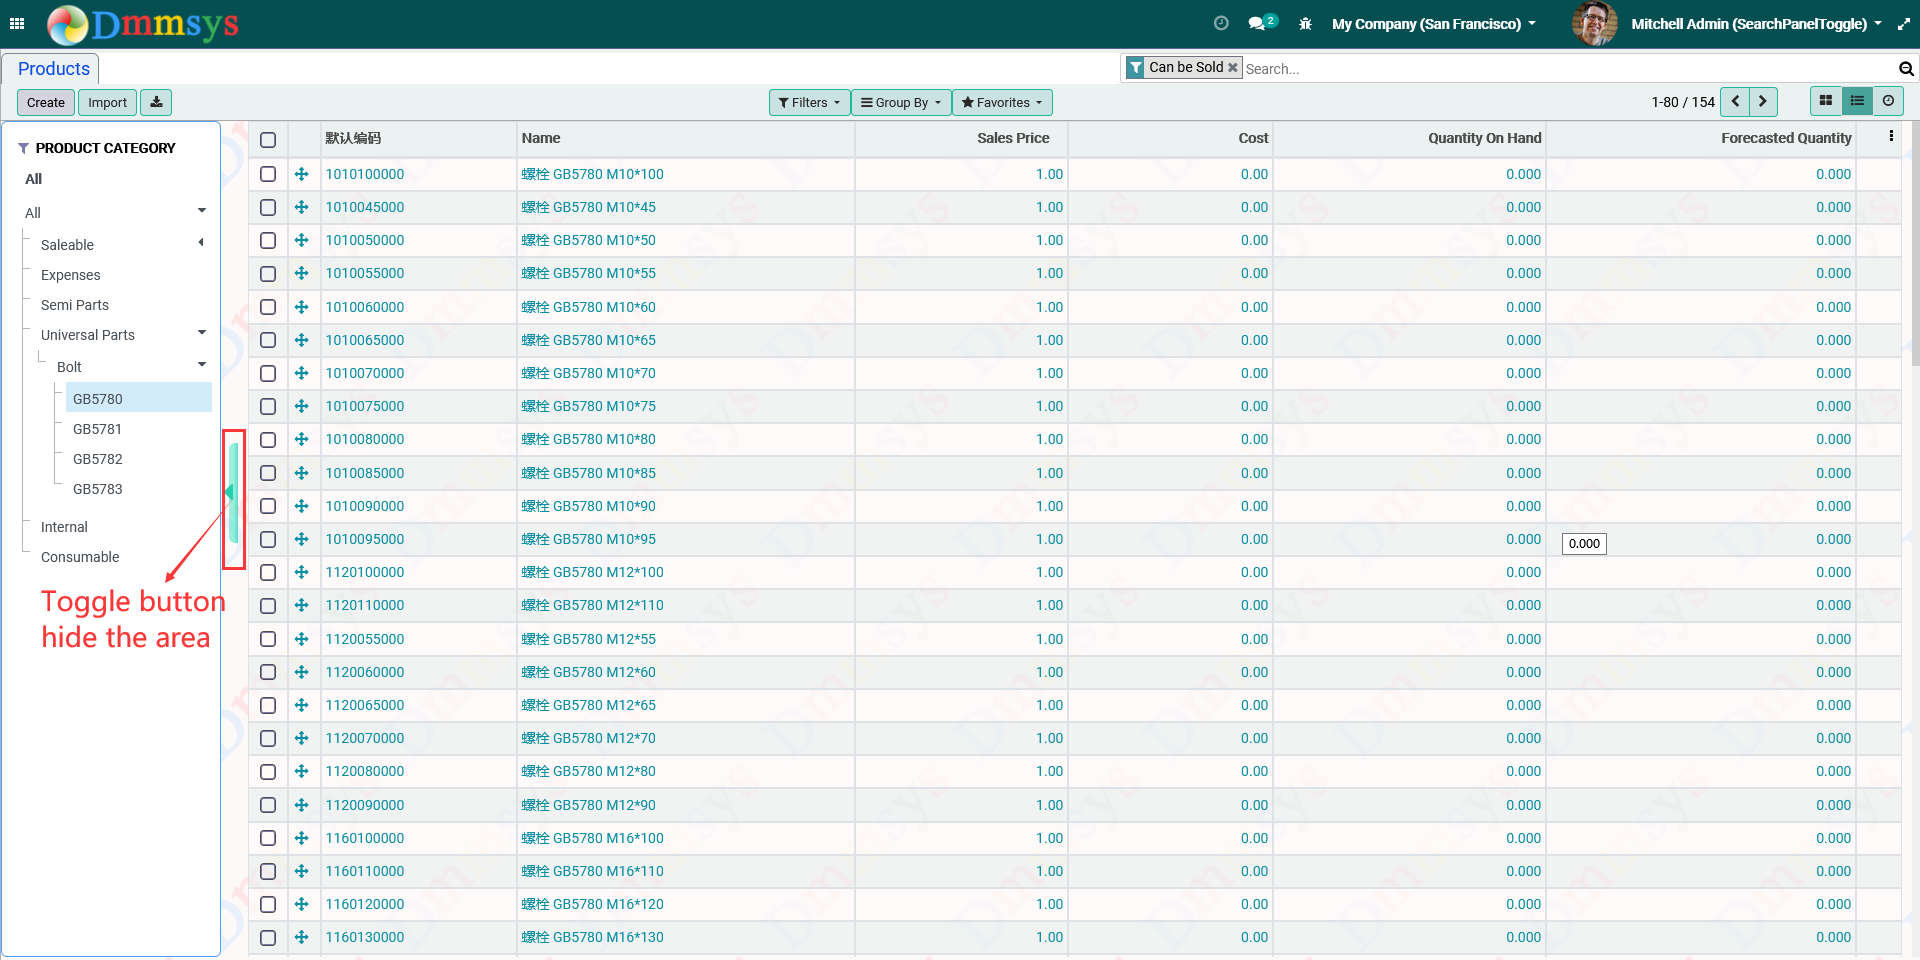 Dmmsys 2 My Company (San Francisco) Mitchell Admin (SearchPanelToggle)
Products Can be Sold Search...
Create Import Filters Group By Favorites 1-80 / 154
PRODUCT CATEGORY
All
All
Saleable
Expenses
Semi Parts
Universal Parts
Bolt
GB5780
GB5781
GB5782
GB5783
Internal
Consumable
Toggle button
hide the area
默认编码 Name Sales Price Cost Quantity On Hand Forecasted Quantity
1010100000 螺栓 GB5780 M10*100 1.00 0.00 0.000 0.000
1010045000 螺栓 GB5780 M10*45 1.00 0.00 0.000 0.000
1010050000 螺栓 GB5780 M10*50 1.00 0.00 0.000 0.000
1010055000 螺栓 GB5780 M10*55 1.00 0.00 0.000 0.000
1010060000 螺栓 GB5780 M10*60 1.00 0.00 0.000 0.000
1010065000 螺栓 GB5780 M10*65 1.00 0.00 0.000 0.000
1010070000 螺栓 GB5780 M10*70 1.00 0.00 0.000 0.000
1010075000 螺栓 GB5780 M10*75 1.00 0.00 0.000 0.000
1010080000 螺栓 GB5780 M10*80 1.00 0.00 0.000 0.000
1010085000 螺栓 GB5780 M10*85 1.00 0.00 0.000 0.000
1010090000 螺栓 GB5780 M10*90 1.00 0.00 0.000 0.000
1010095000 螺栓 GB5780 M10*95 1.00 0.00 0.000 0.000
0.000
1120100000 螺栓 GB5780 M12*100 1.00 0.00 0.000 0.000
1120110000 螺栓 GB5780 M12*110 1.00 0.00 0.000 0.000
1120055000 螺栓 GB5780 M12*55 1.00 0.00 0.000 0.000
1120060000 螺栓 GB5780 M12*60 1.00 0.00 0.000 0.000
1120065000 螺栓 GB5780 M12*65 1.00 0.00 0.000 0.000
1120070000 螺栓 GB5780 M12*70 1.00 0.00 0.000 0.000
1120080000 螺栓 GB5780 M12*80 1.00 0.00 0.000 0.000
1120090000 螺栓 GB5780 M12*90 1.00 0.00 0.000 0.000
1160100000 螺栓 GB5780 M16*100 1.00 0.00 0.000 0.000
1160110000 螺栓 GB5780 M16*110 1.00 0.00 0.000 0.000
1160120000 螺栓 GB5780 M16*120 1.00 0.00 0.000 0.000
1160130000 螺栓 GB5780 M16*130 1.00 0.00 0.000 0.000